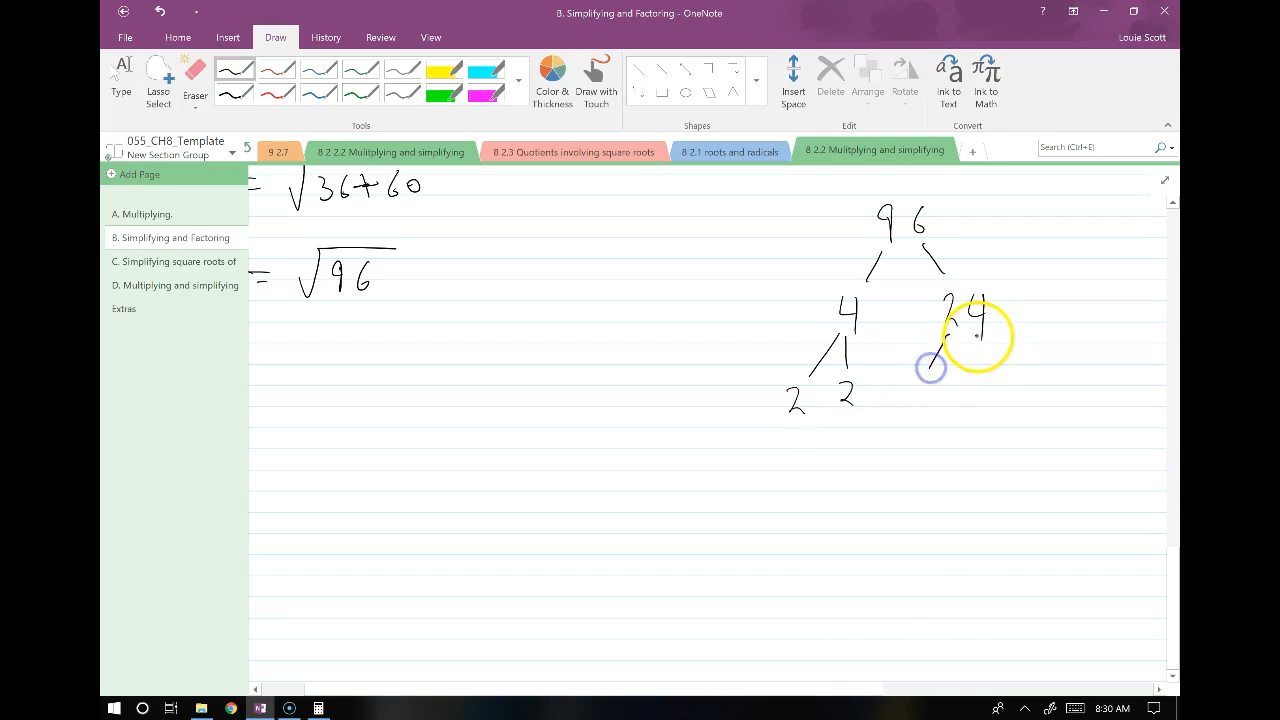 B. Simplifying and Factoring - OneNote
?
File Home Insert Draw History Review View
Louie Scott
Type
Lasso Select
Eraser
Color & Thickness
Draw with Touch
Insert Space
Delete
Arrange
Rotate
Ink to Text
Ink to Math
Tools Shapes Edit Convert
055_CH8_Template
New Section Group
9 2.7
8 2.2.2 Mulitplying and simplifying
8 2.3 Quotients involving square roots
8 2.1 roots and radicals
8 2.2 Mulitplying and simplifying
+
Search (Ctrl+E)
Add Page
A. Multiplying.
B. Simplifying and Factoring
C. Simplifying square roots of
D. Multiplying and simplifying
Extras
= √36+60
= √96
96
4 24
2 2
8:30 AM